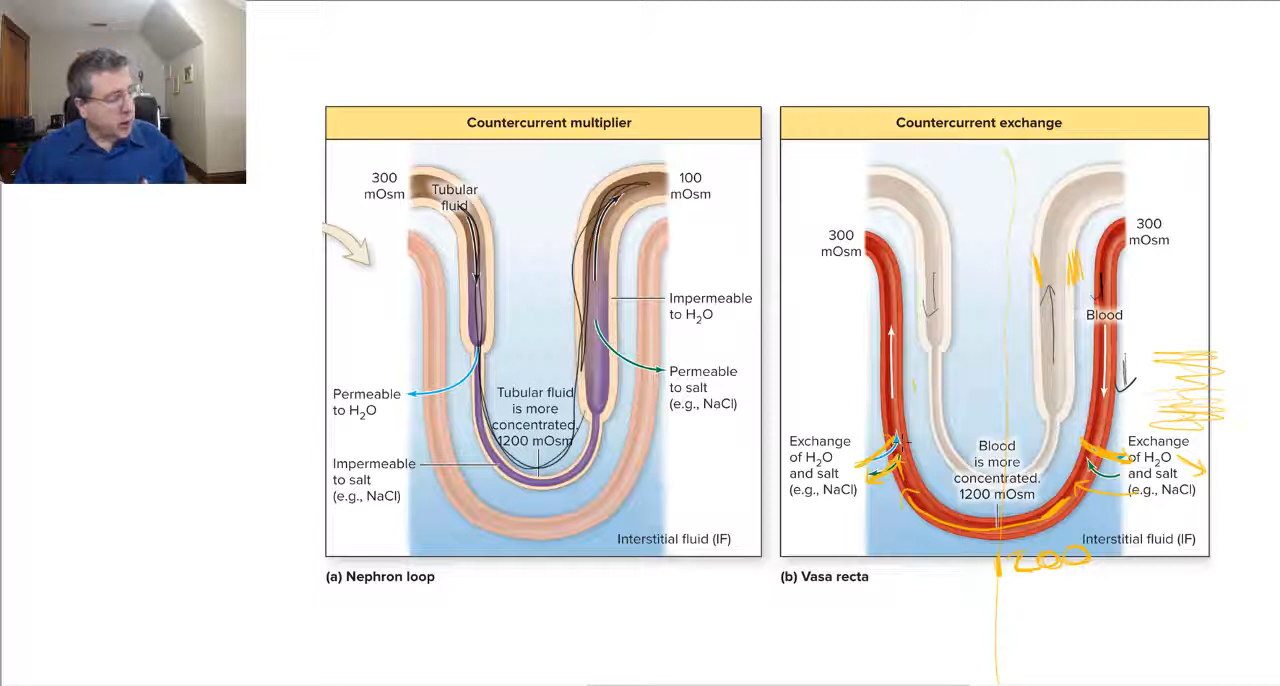 Countercurrent multiplier
300
mOsm
Tubular
fluid
100
mOsm
Impermeable
to H2O
Permeable
to salt
(e.g., NaCl)
Permeable
to H2O
Tubular fluid
is more
concentrated.
1200 mOsm
Impermeable
to salt
(e.g., NaCl)
Interstitial fluid (IF)
(a) Nephron loop
Countercurrent exchange
300
mOsm
300
mOsm
Blood
Exchange
of H2O
and salt
(e.g., NaCl)
Blood
is more
concentrated.
1200 mOsm
Exchange
of H2O
and salt
(e.g., NaCl)
Interstitial fluid (IF)
1200
(b) Vasa recta